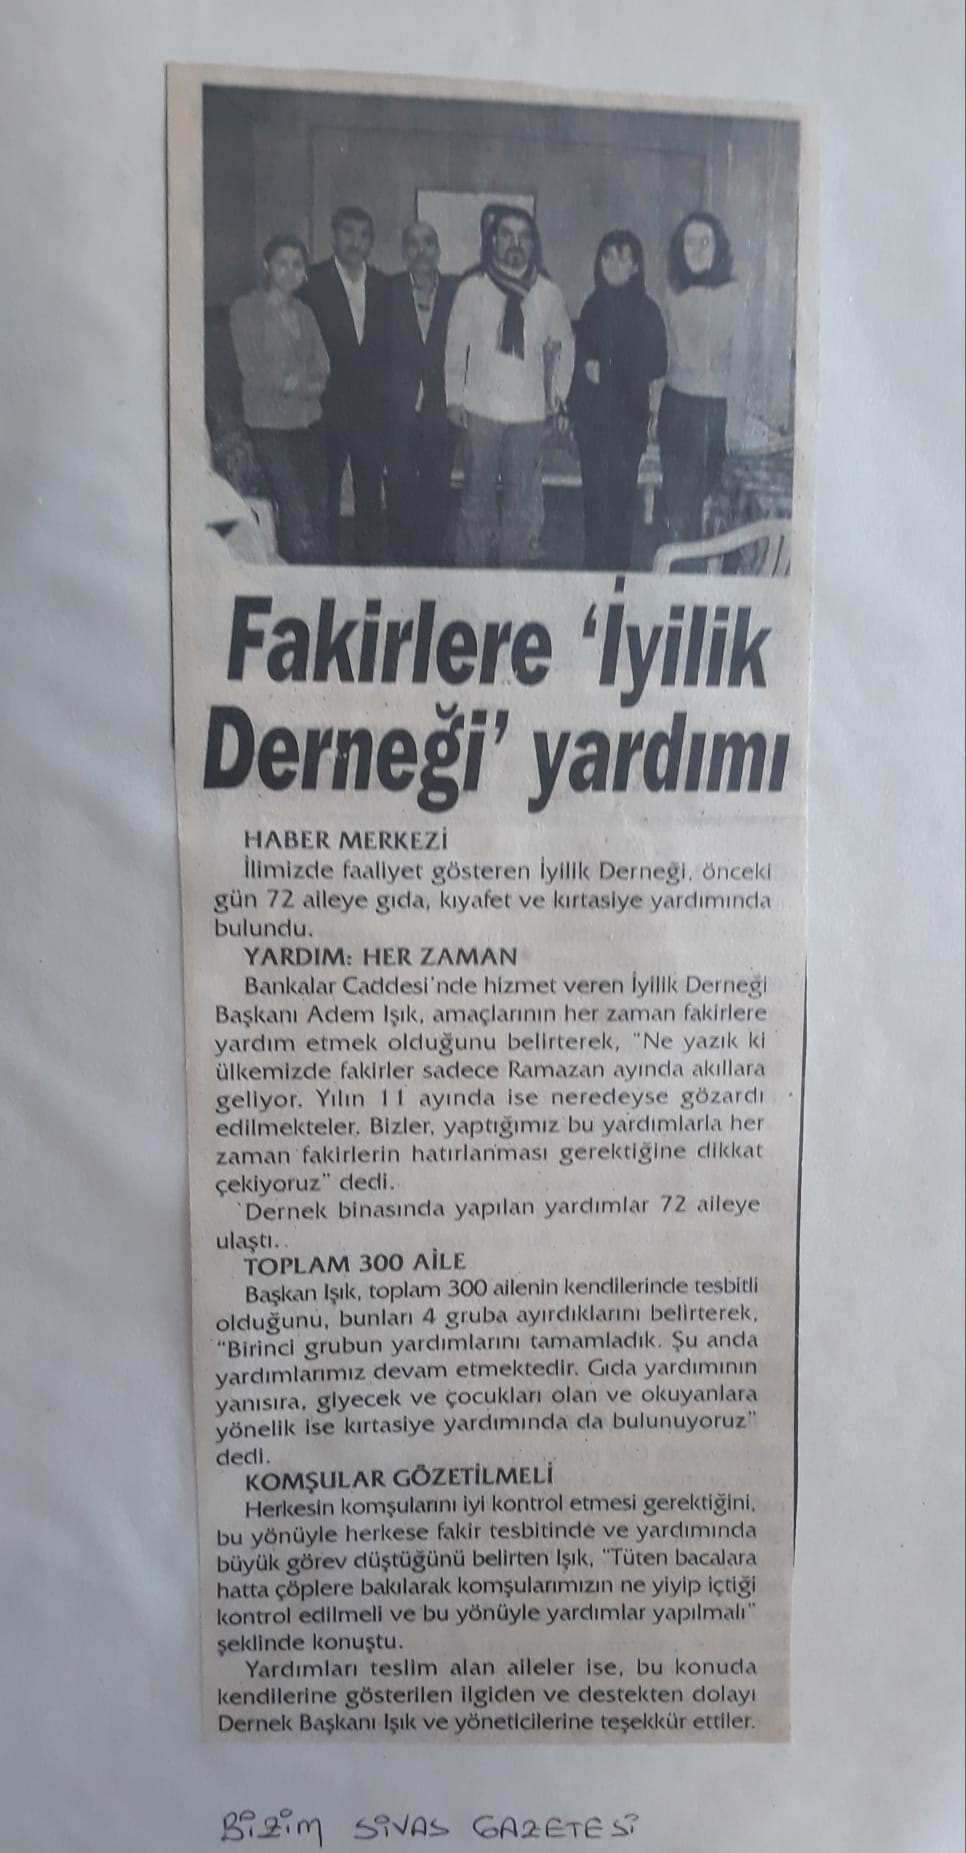 Fakirlere ‘İyilik
Derneği’ yardımı
HABER MERKEZİ
İlimizde faaliyet gösteren İyilik Derneği, önceki
gün 72 aileye gıda, kıyafet ve kırtasiye yardımında
bulundu.
YARDIM: HER ZAMAN
Bankalar Caddesi'nde hizmet veren İyilik Derneği
Başkanı Adem Işık, amaçlarının her zaman fakirlere
yardım etmek olduğunu belirterek, "Ne yazık ki
ülkemizde fakirler sadece Ramazan ayında akıllara
geliyor. Yılın 11 ayında ise neredeyse gözardı
edilmekteler. Bizler, yaptığımız bu yardımlarla her
zaman fakirlerin hatırlanması gerektiğine dikkat
çekiyoruz" dedi.
Dernek binasında yapılan yardımlar 72 aileye
ulaştı.
TOPLAM 300 AİLE
Başkan Işık, toplam 300 ailenin kendilerinde tesbitli
olduğunu, bunları 4 gruba ayırdıklarını belirterek,
"Birinci grubun yardımlarını tamamladık. Şu anda
yardımlarımız devam etmektedir. Gıda yardımının
yanısıra, giyecek ve çocukları olan ve okuyanlara
yönelik ise kırtasiye yardımında da bulunuyoruz"
dedi.
KOMŞULAR GÖZETİLMELİ
Herkesin komşularını iyi kontrol etmesi gerektiğini,
bu yönüyle herkese fakir tesbitinde ve yardımında
büyük görev düştüğünü belirten Işık, "Tüten bacalara
hatta çöplere bakılarak komşularımızın ne yiyip içtiği
kontrol edilmeli ve bu yönüyle yardımlar yapılmalı"
şeklinde konuştu.
Yardımları teslim alan aileler ise, bu konuda
kendilerine gösterilen ilgiden ve destekten dolayı
Dernek Başkanı Işık ve yöneticilerine teşekkür ettiler.
BİZİM SİVAS GAZETESİ